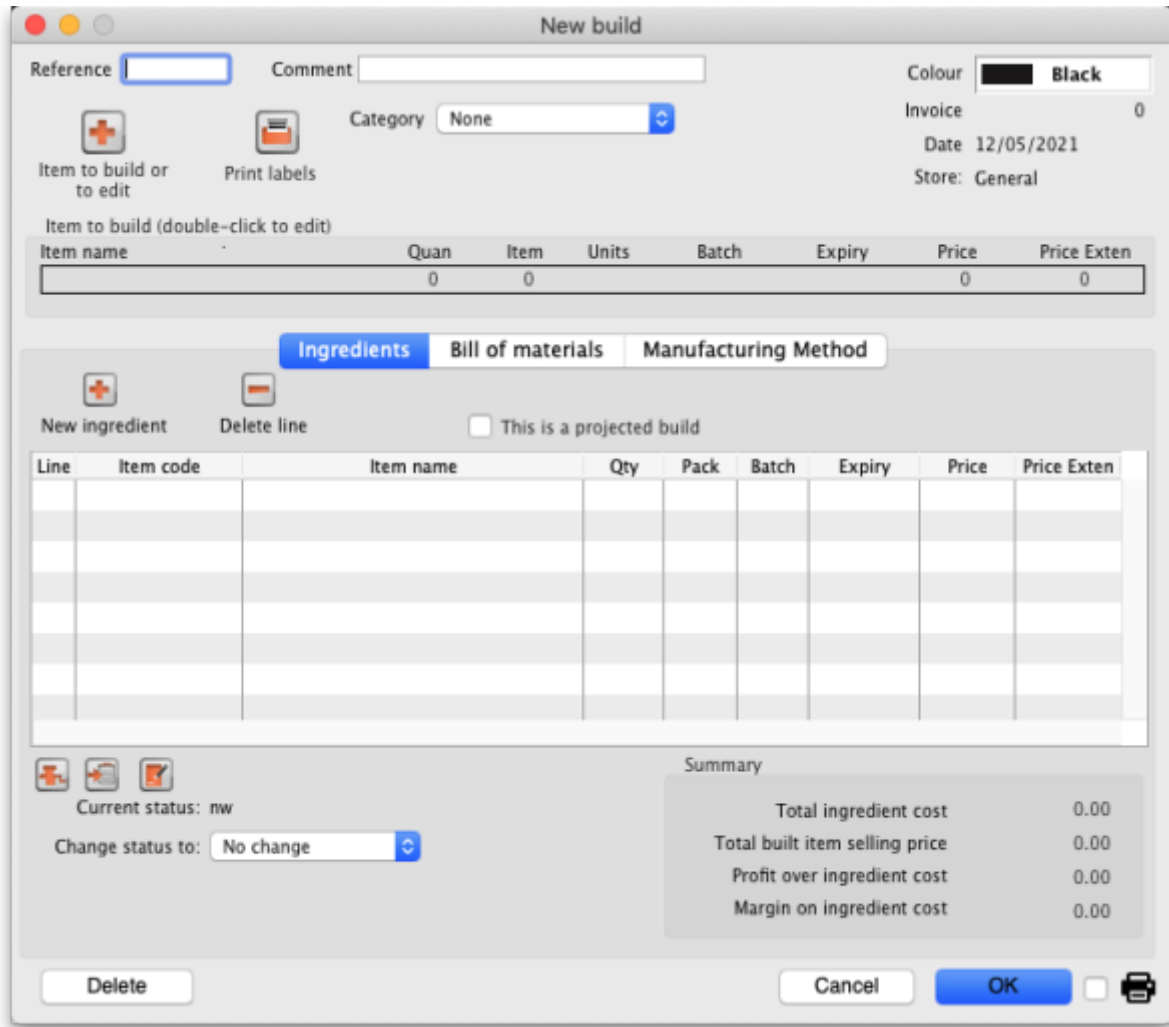 New build
Reference Comment Colour Black
Category None Invoice 0
Date 12/05/2021
Item to build or to edit Print labels Store: General
Item to build (double-click to edit)
Item name Quan Item Units Batch Expiry Price Price Exten
0 0 0 0
Ingredients Bill of materials Manufacturing Method
New ingredient Delete line This is a projected build
Line Item code Item name Qty Pack Batch Expiry Price Price Exten
Summary
Current status: nw Total ingredient cost 0.00
Change status to: No change Total built item selling price 0.00
Profit over ingredient cost 0.00
Margin on ingredient cost 0.00
Delete Cancel OK